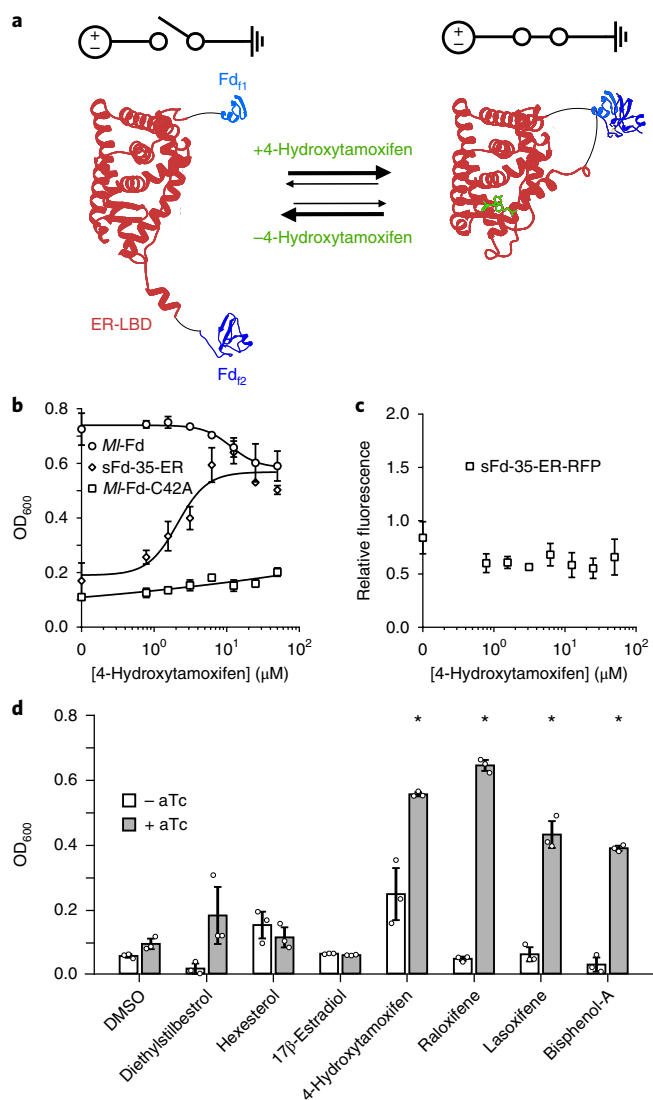 a
+
−
+
−
Fdf1
+4-Hydroxytamoxifen
−4-Hydroxytamoxifen
ER-LBD
Fdf2
b
0.8
0.6
0.4
0.2
0.0
OD600
Ml-Fd
sFd-35-ER
Ml-Fd-C42A
0
10^0
10^1
10^2
[4-Hydroxytamoxifen] (μM)
c
2.0
1.5
1.0
0.5
0.0
Relative fluorescence
sFd-35-ER-RFP
0
10^0
10^1
10^2
[4-Hydroxytamoxifen] (μM)
d
0.8
0.6
0.4
0.2
0.0
OD600
− aTc
+ aTc
*
*
*
*
DMSO
Diethylstilbestrol
Hexesterol
17β-Estradiol
4-Hydroxytamoxifen
Raloxifene
Lasoxifene
Bisphenol-A